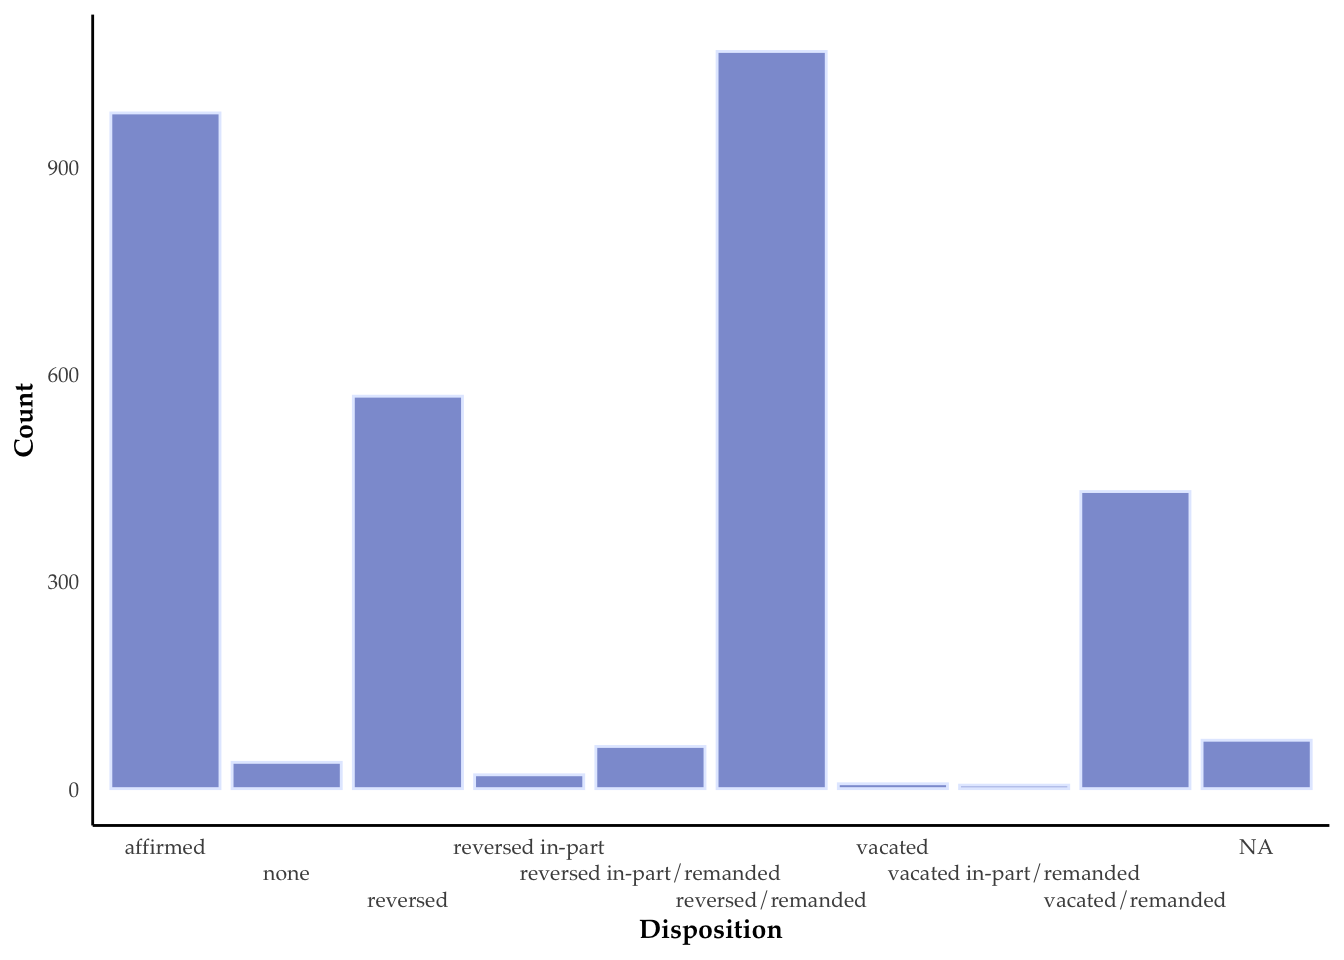 900
600
300
0
Count
affirmed
reversed in-part
vacated
NA
none
reversed in-part/remanded
vacated in-part/remanded
reversed
reversed/remanded
vacated/remanded
Disposition